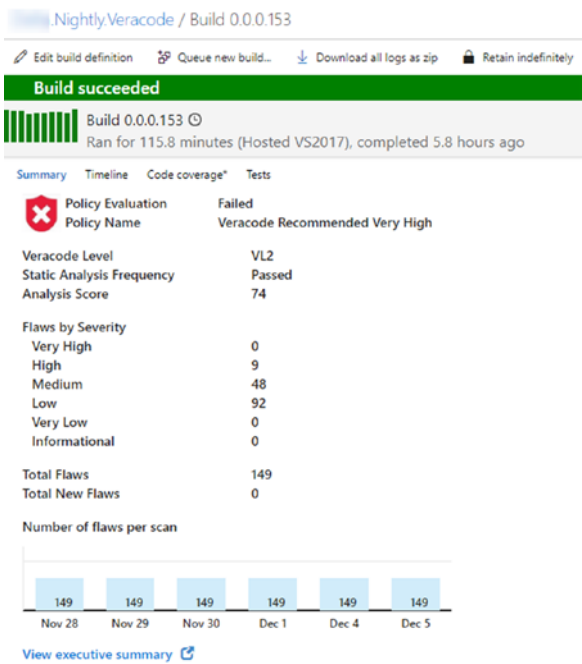 .Nightly.Veracode / Build 0.0.0.153
Edit build definition Queue new build... Download all logs as zip Retain indefinitely
Build succeeded
Build 0.0.0.153
Ran for 115.8 minutes (Hosted VS2017), completed 5.8 hours ago
Summary Timeline Code coverage* Tests
Policy Evaluation Failed
Policy Name Veracode Recommended Very High
Veracode Level VL2
Static Analysis Frequency Passed
Analysis Score 74
Flaws by Severity
Very High 0
High 9
Medium 48
Low 92
Very Low 0
Informational 0
Total Flaws 149
Total New Flaws 0
Number of flaws per scan
149 149 149 149 149 149
Nov 28 Nov 29 Nov 30 Dec 1 Dec 4 Dec 5
View executive summary